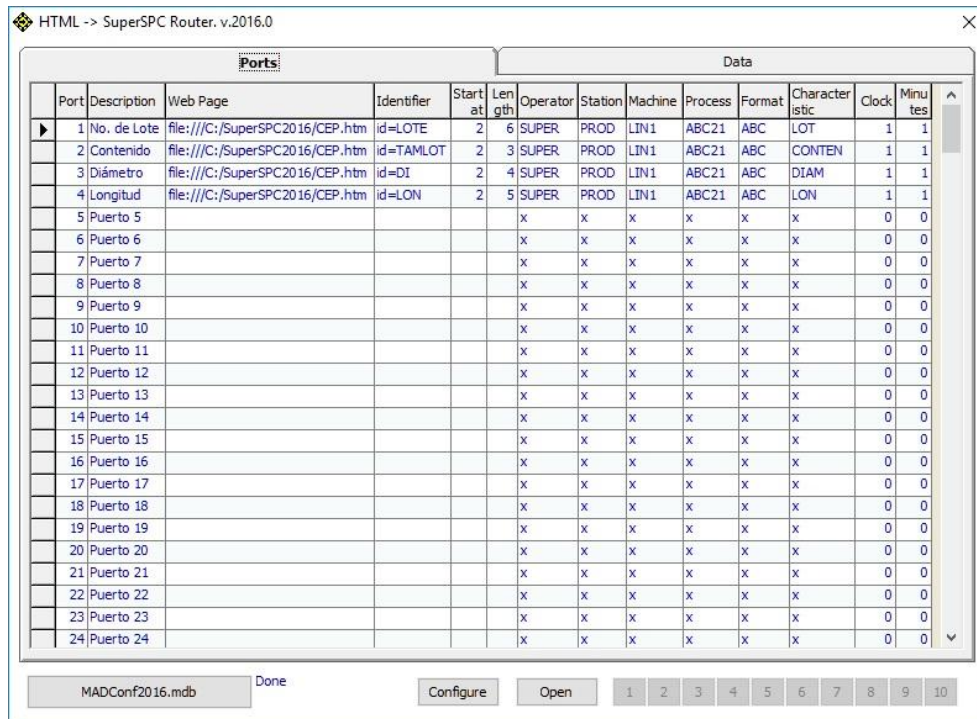 HTML -> SuperSPC Router. v.2016.0
Ports Data
Port Description Web Page Identifier Start at Len gth Operator Station Machine Process Format Character istic Clock Minu tes
1 No. de Lote file:///C:/SuperSPC2016/CEP.htm id=LOTE 2 6 SUPER PROD LIN1 ABC21 ABC LOT 1 1
2 Contenido file:///C:/SuperSPC2016/CEP.htm id=TAMLOT 2 3 SUPER PROD LIN1 ABC21 ABC CONTEN 1 1
3 Diámetro file:///C:/SuperSPC2016/CEP.htm id=DI 2 4 SUPER PROD LIN1 ABC21 ABC DIAM 1 1
4 Longitud file:///C:/SuperSPC2016/CEP.htm id=LON 2 5 SUPER PROD LIN1 ABC21 ABC LON 1 1
5 Puerto 5 x x x x x x 0 0
6 Puerto 6 x x x x x x 0 0
7 Puerto 7 x x x x x x 0 0
8 Puerto 8 x x x x x x 0 0
9 Puerto 9 x x x x x x 0 0
10 Puerto 10 x x x x x x 0 0
11 Puerto 11 x x x x x x 0 0
12 Puerto 12 x x x x x x 0 0
13 Puerto 13 x x x x x x 0 0
14 Puerto 14 x x x x x x 0 0
15 Puerto 15 x x x x x x 0 0
16 Puerto 16 x x x x x x 0 0
17 Puerto 17 x x x x x x 0 0
18 Puerto 18 x x x x x x 0 0
19 Puerto 19 x x x x x x 0 0
20 Puerto 20 x x x x x x 0 0
21 Puerto 21 x x x x x x 0 0
22 Puerto 22 x x x x x x 0 0
23 Puerto 23 x x x x x x 0 0
24 Puerto 24 x x x x x x 0 0
MADConf2016.mdb Done Configure Open 1 2 3 4 5 6 7 8 9 10